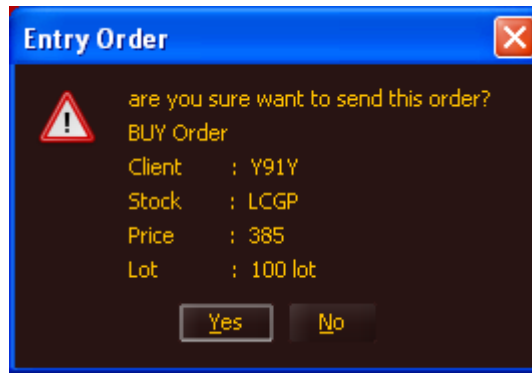 Entry Order
are you sure want to send this order?
BUY Order
Client : Y91Y
Stock : LCGP
Price : 385
Lot : 100 lot
Yes No